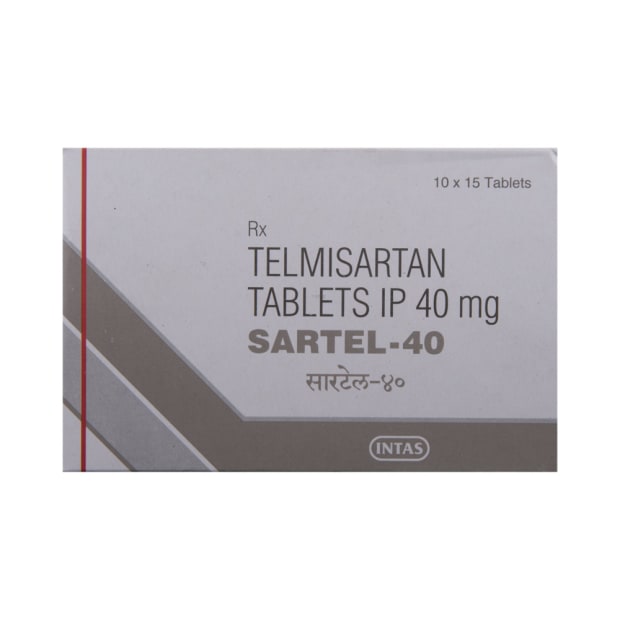 10 x 15 Tablets
Rx
TELMISARTAN
TABLETS IP 40 mg
SARTEL-40
सारटेल-४०
INTAS